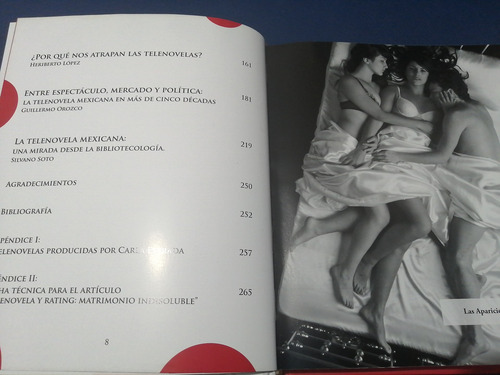 ¿Por qué nos atrapan las telenovelas?
Heriberto López 161
Entre espectáculo, mercado y política: 181
la telenovela mexicana en más de cinco décadas
Guillermo Orozco
La telenovela mexicana: 219
una mirada desde la bibliotecología.
Silvano Soto
Agradecimientos 250
Bibliografía 252
péndice I: 257
elenovelas producidas por
éndice II: 265
ha técnica para el artículo
enovela y rating: matrimonio indisoluble"
8
Las Aparicio